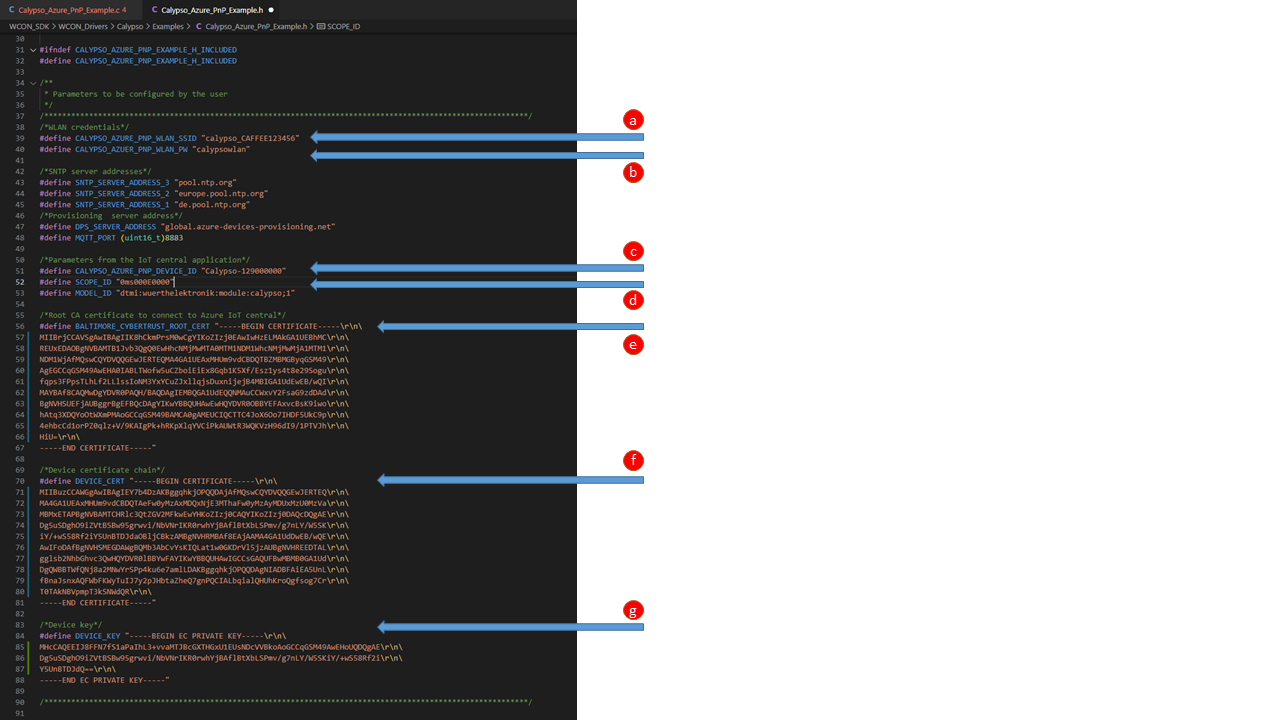 Calypso_Azure_PnP_Example.c 4
Calypso_Azure_PnP_Example.h
WCON_SDK > WCON_Drivers > Calypso > Examples > Calypso_Azure_PnP_Example.h > SCOPE_ID
30
31 #ifndef CALYPSO_AZURE_PNP_EXAMPLE_H_INCLUDED
32 #define CALYPSO_AZURE_PNP_EXAMPLE_H_INCLUDED
33
34 /**
35 * Parameters to be configured by the user
36 */
37 /**************************************************************************************************************/
a
38 /*WLAN credentials*/
39 #define CALYPSO_AZURE_PNP_WLAN_SSID "calypso_CAFFEE123456"
40 #define CALYPSO_AZUER_PNP_WLAN_PW "calypsowlan"
41
b
42 /*SNTP server addresses*/
43 #define SNTP_SERVER_ADDRESS_3 "pool.ntp.org"
44 #define SNTP_SERVER_ADDRESS_2 "europe.pool.ntp.org"
45 #define SNTP_SERVER_ADDRESS_1 "de.pool.ntp.org"
46 /*Provisioning server address*/
47 #define DPS_SERVER_ADDRESS "global.azure-devices-provisioning.net"
48 #define MQTT_PORT (uint16_t)8883
49
c
50 /*Parameters from the IoT central application*/
51 #define CALYPSO_AZURE_PNP_DEVICE_ID "Calypso-129000000"
52 #define SCOPE_ID "0ms000E0000"
53 #define MODEL_ID "dtmi:wuerthelektronik:module:calypso;1"
d
54
55 /*Root CA certificate to connect to Azure IoT central*/
56 #define BALTIMORE_CYBERTRUST_ROOT_CERT "-----BEGIN CERTIFICATE-----\r\n\
e
57 MIIBrjCCAVSgAwIBAgIIK8hCkmPrsM0wCgYIKoZIzj0EAwIwHzELMAkGA1UEBhMC\r\n\
58 REUxEDAOBgNVBAMTB1Jvb3QgQ0EwHhcNMjMwMTA0MTM1NDM1WhcNMjMwMjA1MTM1\r\n\
59 NDM1WjAfMQswCQYDVQQGEwJERTEQMA4GA1UEAxMHUm9vdCBDQTBZMBMGByqGSM49\r\n\
60 AgEGCCqGSM49AwEHA0IABLTWofwSuCZboiEiEx8Gqb1K5Xf/Esz1ys4t8e29Sogu\r\n\
61 fqps3FPpsTLhLf2LLlssIoNM3YxYCuZJxllqjsDuxnijejB4MBIGA1UdEwEB/wQI\r\n\
62 MAYBAf8CAQMwDgYDVR0PAQH/BAQDAgIEMBQGA1UdEQQNMAuCCWxvY2FsaG9zdDAd\r\n\
63 BgNVHSUEFjAUBggrBgEFBQcDAgYIKwYBBQUHAwEwHQYDVR0OBBYEFAxvcBsK9iwo\r\n\
64 hAtq3XDQYoOtWXmPMAoGCCqGSM49BAMCA0gAMEUCIQCTTC4JoX6Oo7IHDF5UkC9p\r\n\
65 4ehbcCd1orPZ0qlz+V/9KAIgPk+hRKpXlqYVCiPkAUWtR3WQKVzH96dI9/1PTVJh\r\n\
66 HiU=\r\n\
67 -----END CERTIFICATE-----"
68
f
69 /*Device certificate chain*/
70 #define DEVICE_CERT "-----BEGIN CERTIFICATE-----\r\n\
71 MIIBuzCCAWGgAwIBAgIEY7b4DzAKBggqhkjOPQQDAjAfMQswCQYDVQQGEwJERTEQ\r\n\
72 MA4GA1UEAxMHUm9vdCBDQTAeFw0yMzAxMDQxNjE3MThaFw0yMzAyMDUxMzU0MzVa\r\n\
73 MBMxETAPBgNVBAMTCHRlc3QtZGV2MFkwEwYHKoZIzj0CAQYIKoZIzj0DAQcDQgAE\r\n\
74 DgSuSDghO9iZVtBSBw9Sgrwvi/NbVNrIKR0rwhYjBAflBtXbLSPmv/g7nLY/W5SK\r\n\
75 iY/+wS58Rf2iY5UnBTDJdaOBljCBkzAMBgNVHRMBAf8EAjAAMA4GA1UdDwEB/wQE\r\n\
76 AwIFoDAfBgNVHSMEGDAWgBQMb3AbCvYsKIQLat1w0GKDrVl5jzAUBgNVHREEDTAL\r\n\
77 gglsb2NhbGhvc3QwHQYDVR0lBBYwFAYIKwYBBQUHAwIGCCsGAQUFBwMBMB0GA1Ud\r\n\
78 DgQWBBTWfQNj8a2MNwYrSPp4ku6e7amlLDAKBggqhkjOPQQDAgNIADBFAiEA5UnL\r\n\
79 fBnaJsnxAQFWbFKWyTuIJ7y2pJHbtaZheQ7gnPQCIALbqialQHUhKroQgfsog7Cr\r\n\
80 T0TAkNBVpmpT3kSNWdQR\r\n\
81 -----END CERTIFICATE-----"
82
g
83 /*Device key*/
84 #define DEVICE_KEY "-----BEGIN EC PRIVATE KEY-----\r\n\
85 MHcCAQEEIJ8FFN7fS1aPaIhL3+vvaMTJBcGXTHGxU1EUsNDcVVBkoAoGCCqGSM49AwEHoUQDQgAE\r\n\
86 DgSuSDghO9iZVtBSBw9Sgrwvi/NbVNrIKR0rwhYjBAflBtXbLSPmv/g7nLY/W5SKiY/+wS58Rf2i\r\n\
87 Y5UnBTDJdQ==\r\n\
88 -----END EC PRIVATE KEY-----"
89
90 /**************************************************************************************************************/
91